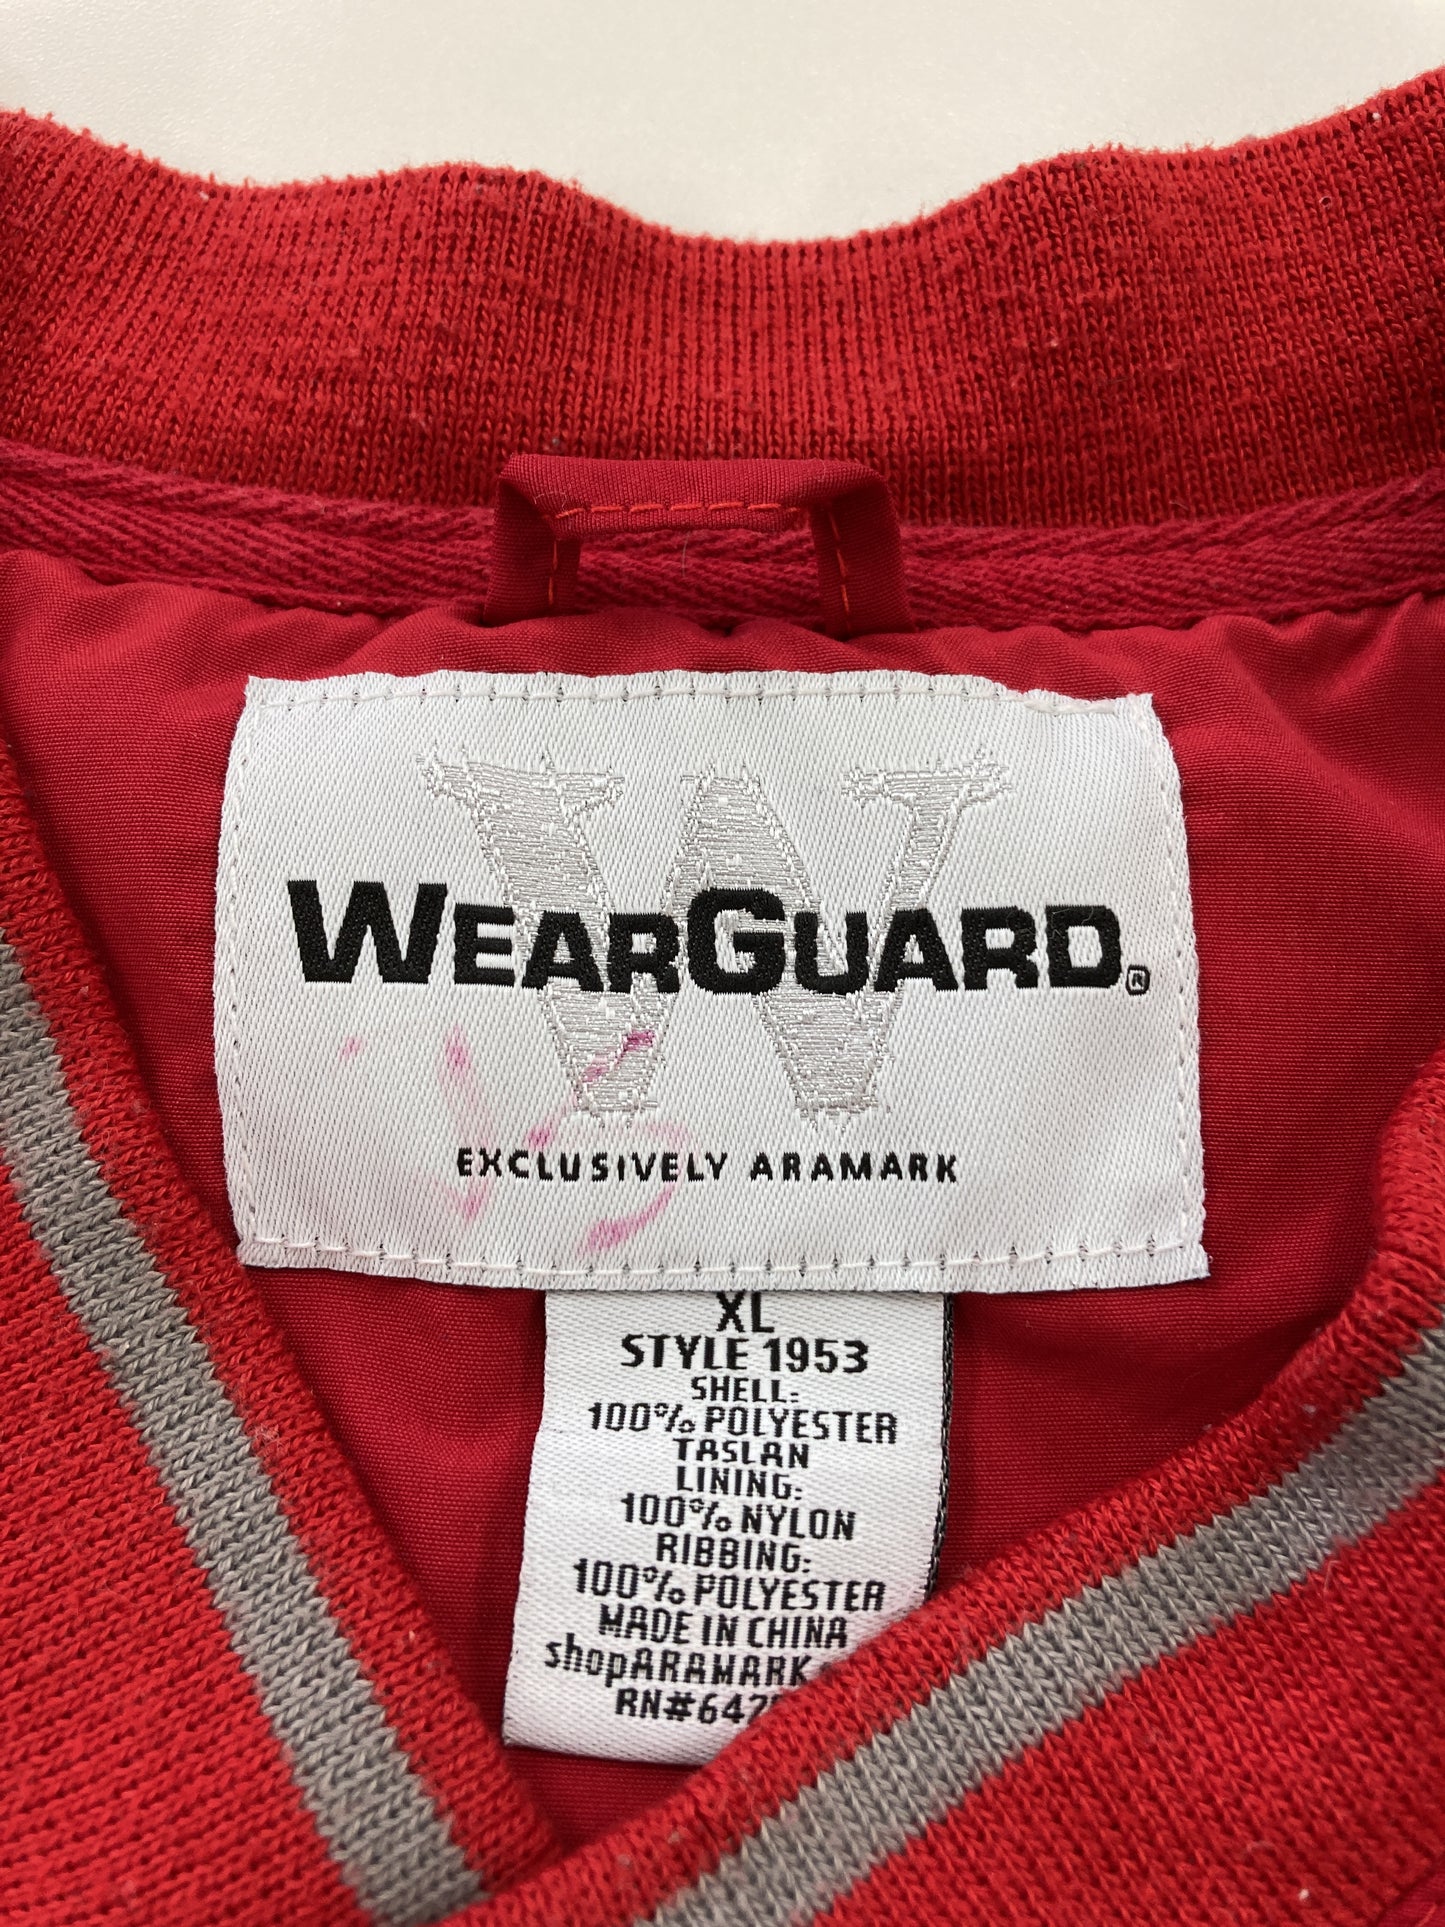 W
WEARGUARD®
EXCLUSIVELY ARAMARK
XL
STYLE 1953
SHELL:
100% POLYESTER
TASLAN
LINING:
100% NYLON
RIBBING:
100% POLYESTER
MADE IN CHINA
shopARAMARK